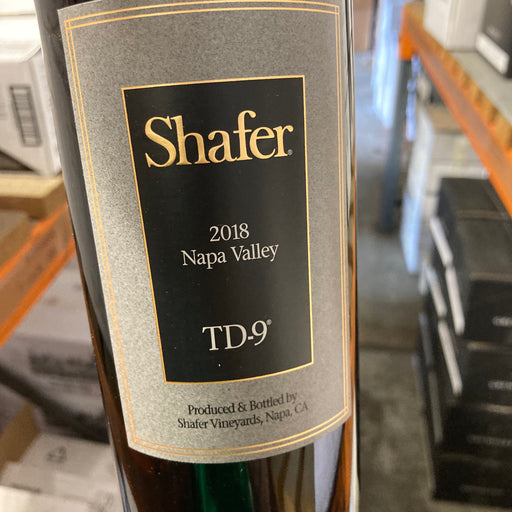 Shafer®
2018
Napa Valley
TD-9®
Produced & Bottled by
Shafer Vineyards, Napa, CA